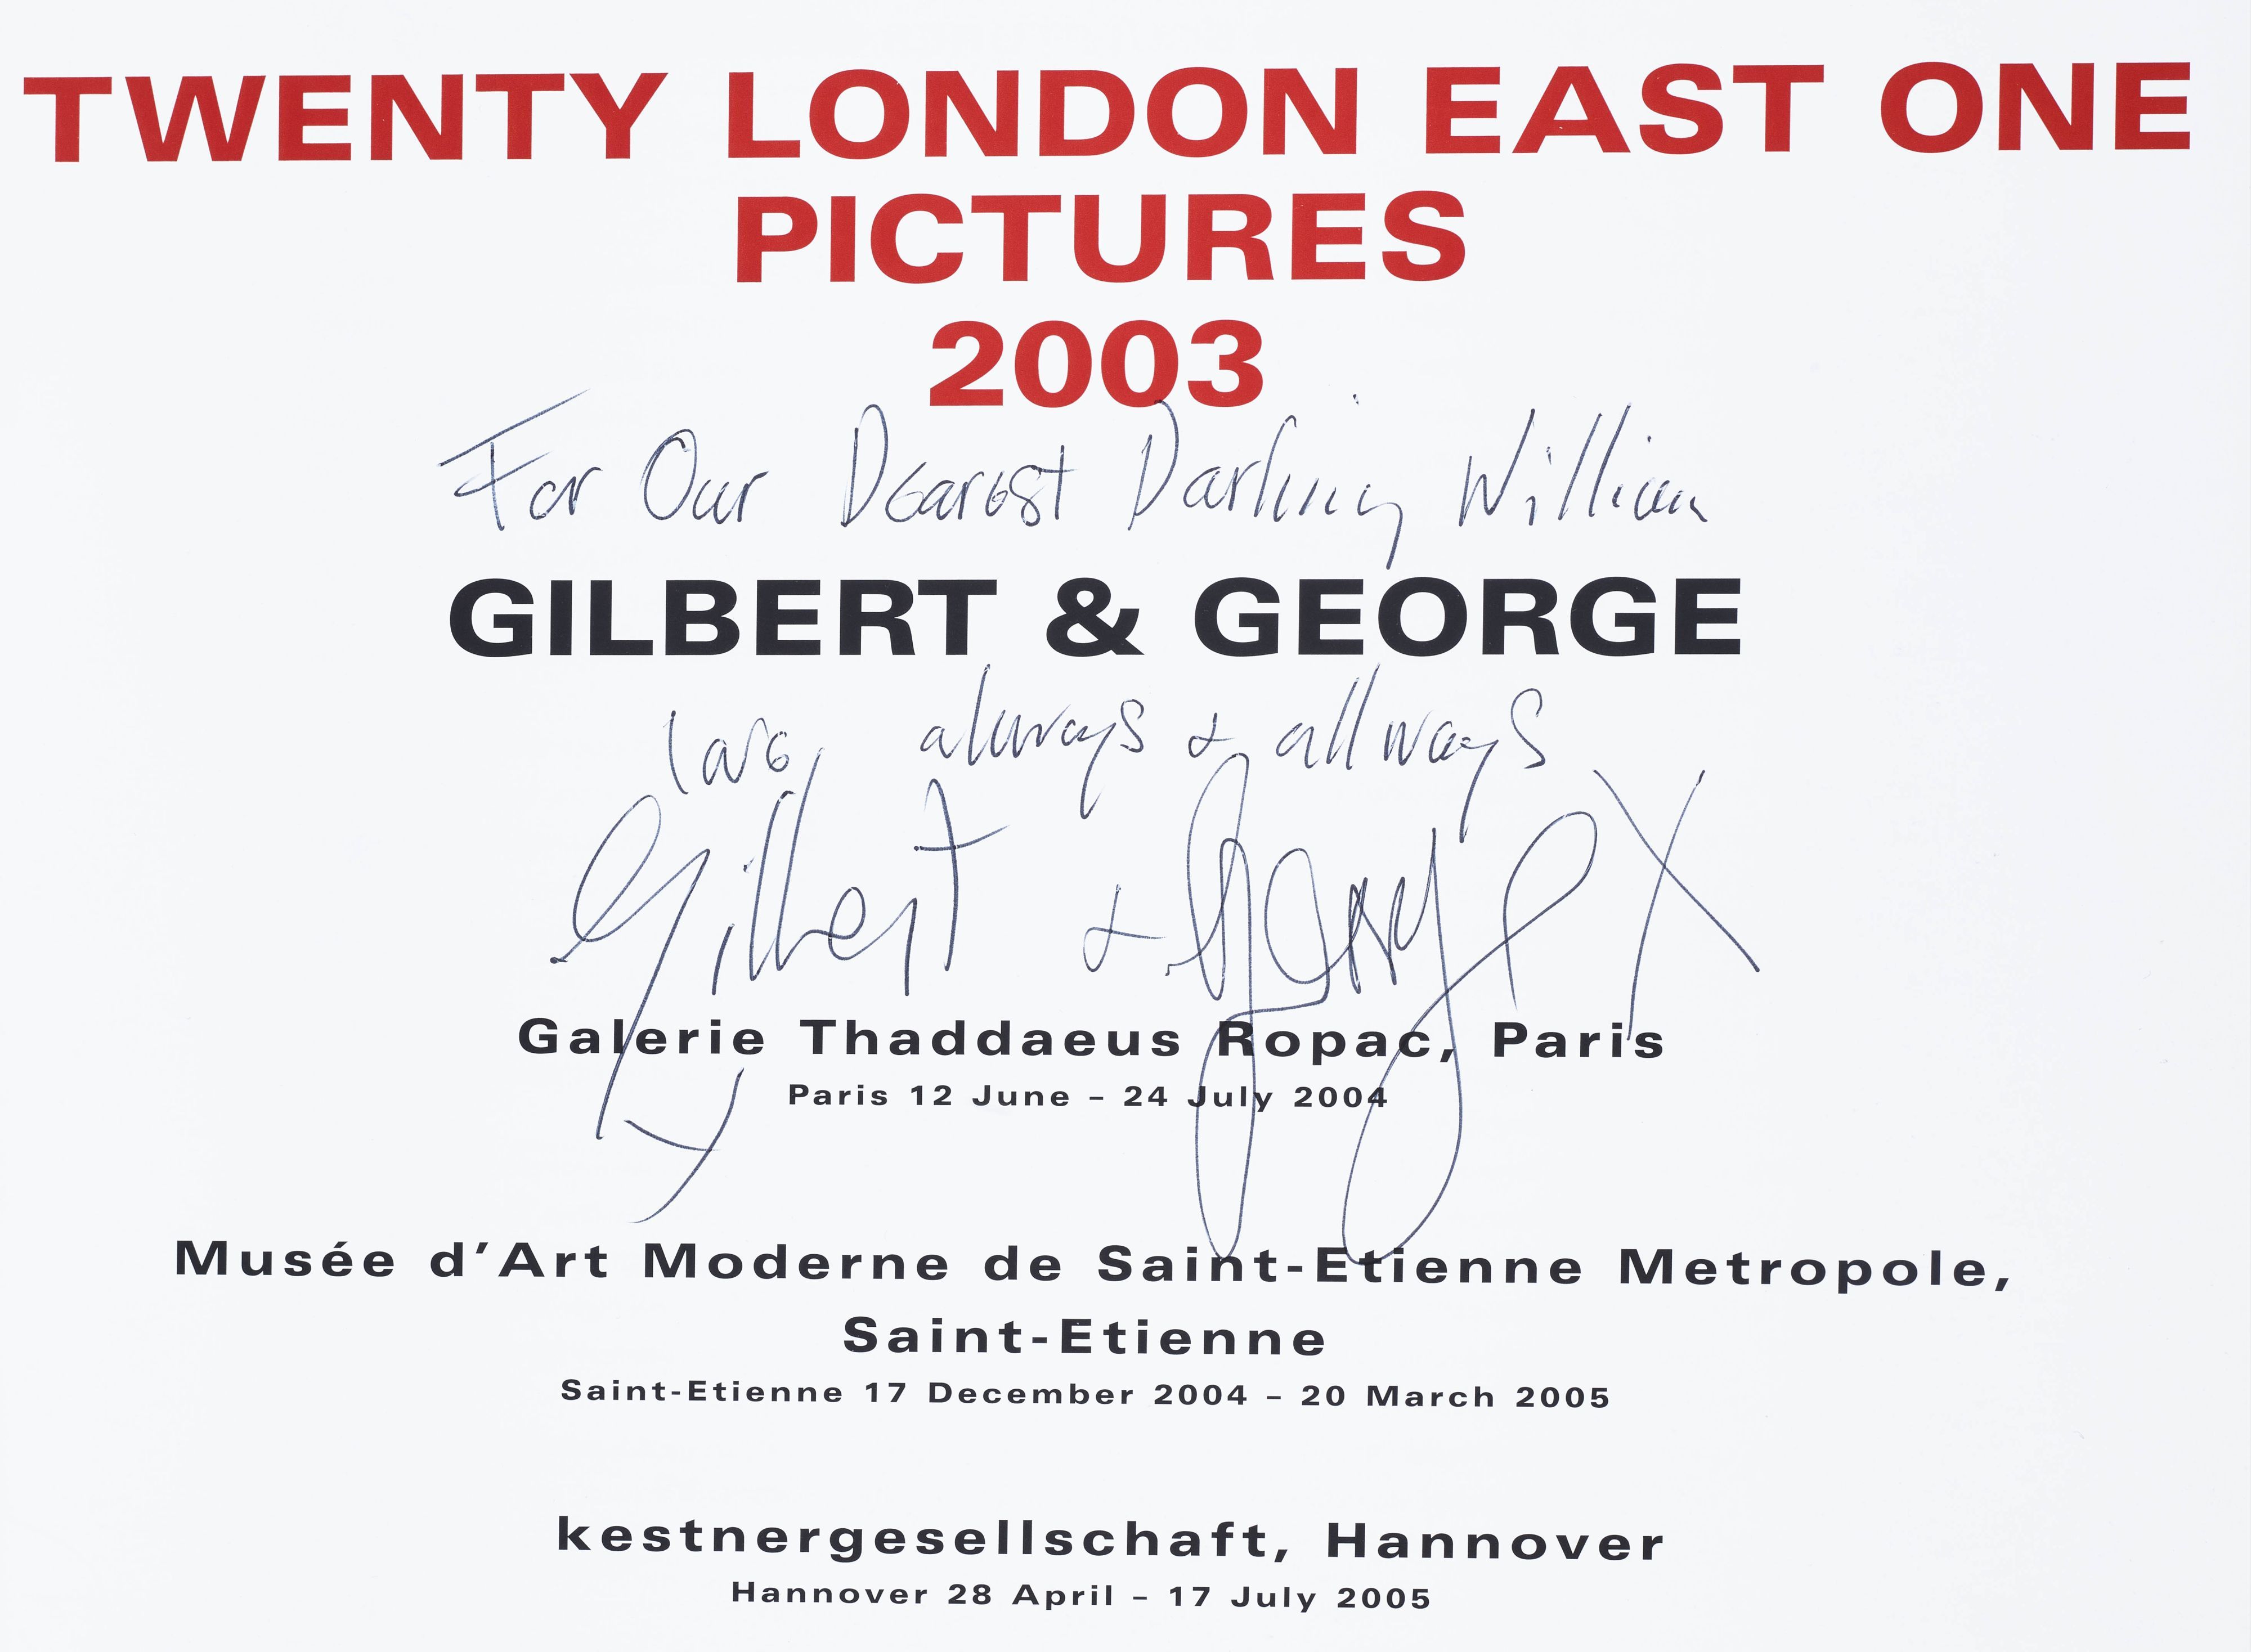 TWENTY LONDON EAST ONE
PICTURES
2003
For Our Dearest Darling William
GILBERT & GEORGE
love, always & all ways
Gilbert & George X
X
Galerie Thaddaeus Ropac, Paris
Paris 12 June – 24 July 2004
Musée d’Art Moderne de Saint-Etienne Metropole,
Saint-Etienne
Saint-Etienne 17 December 2004 – 20 March 2005
kestnergesellschaft, Hannover
Hannover 28 April – 17 July 2005